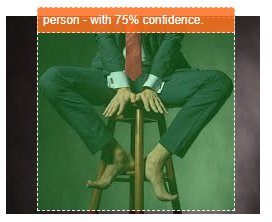 person - with 75% confidence.